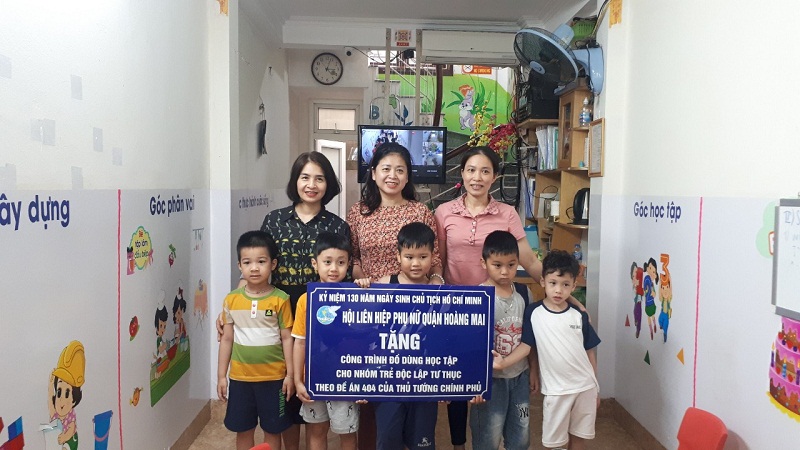 ây dựng
Góc phân vai
Góc học tập
KỶ NIỆM 130 NĂM NGÀY SINH CHỦ TỊCH HỒ CHÍ MINH
HỘI LIÊN HIỆP PHỤ NỮ QUẬN HOÀNG MAI
TẶNG
CÔNG TRÌNH ĐỒ DÙNG HỌC TẬP
CHO NHÓM TRẺ ĐỘC LẬP TƯ THỤC
THEO ĐỀ ÁN 404 CỦA THỦ TƯỚNG CHÍNH PHỦ